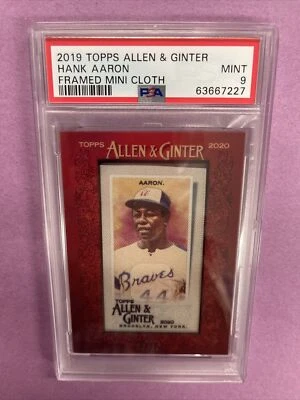 2019 TOPPS ALLEN & GINTER
HANK AARON MINT
FRAMED MINI CLOTH 9
PSA 63667227
TOPPS ALLEN & GINTER 2020
AARON.
Braves
44
TOPPS
ALLEN &
GINTER
2020
BROOKLYN, NEW YORK.